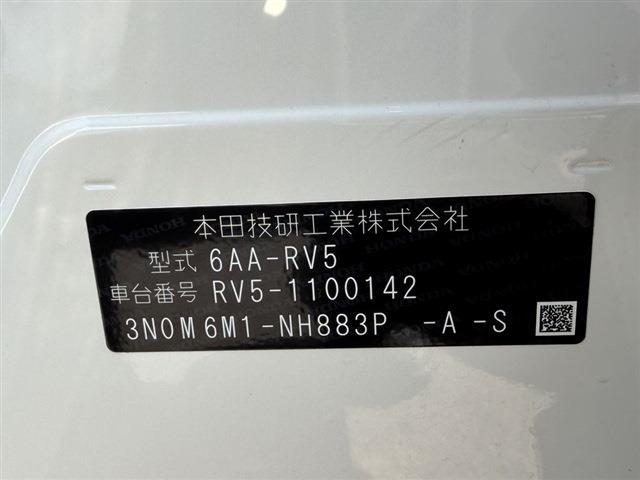 本田技研工業株式会社
型式 6AA-RV5
車台番号 RV5-1100142
3N0M6M1-NH883P -A -S